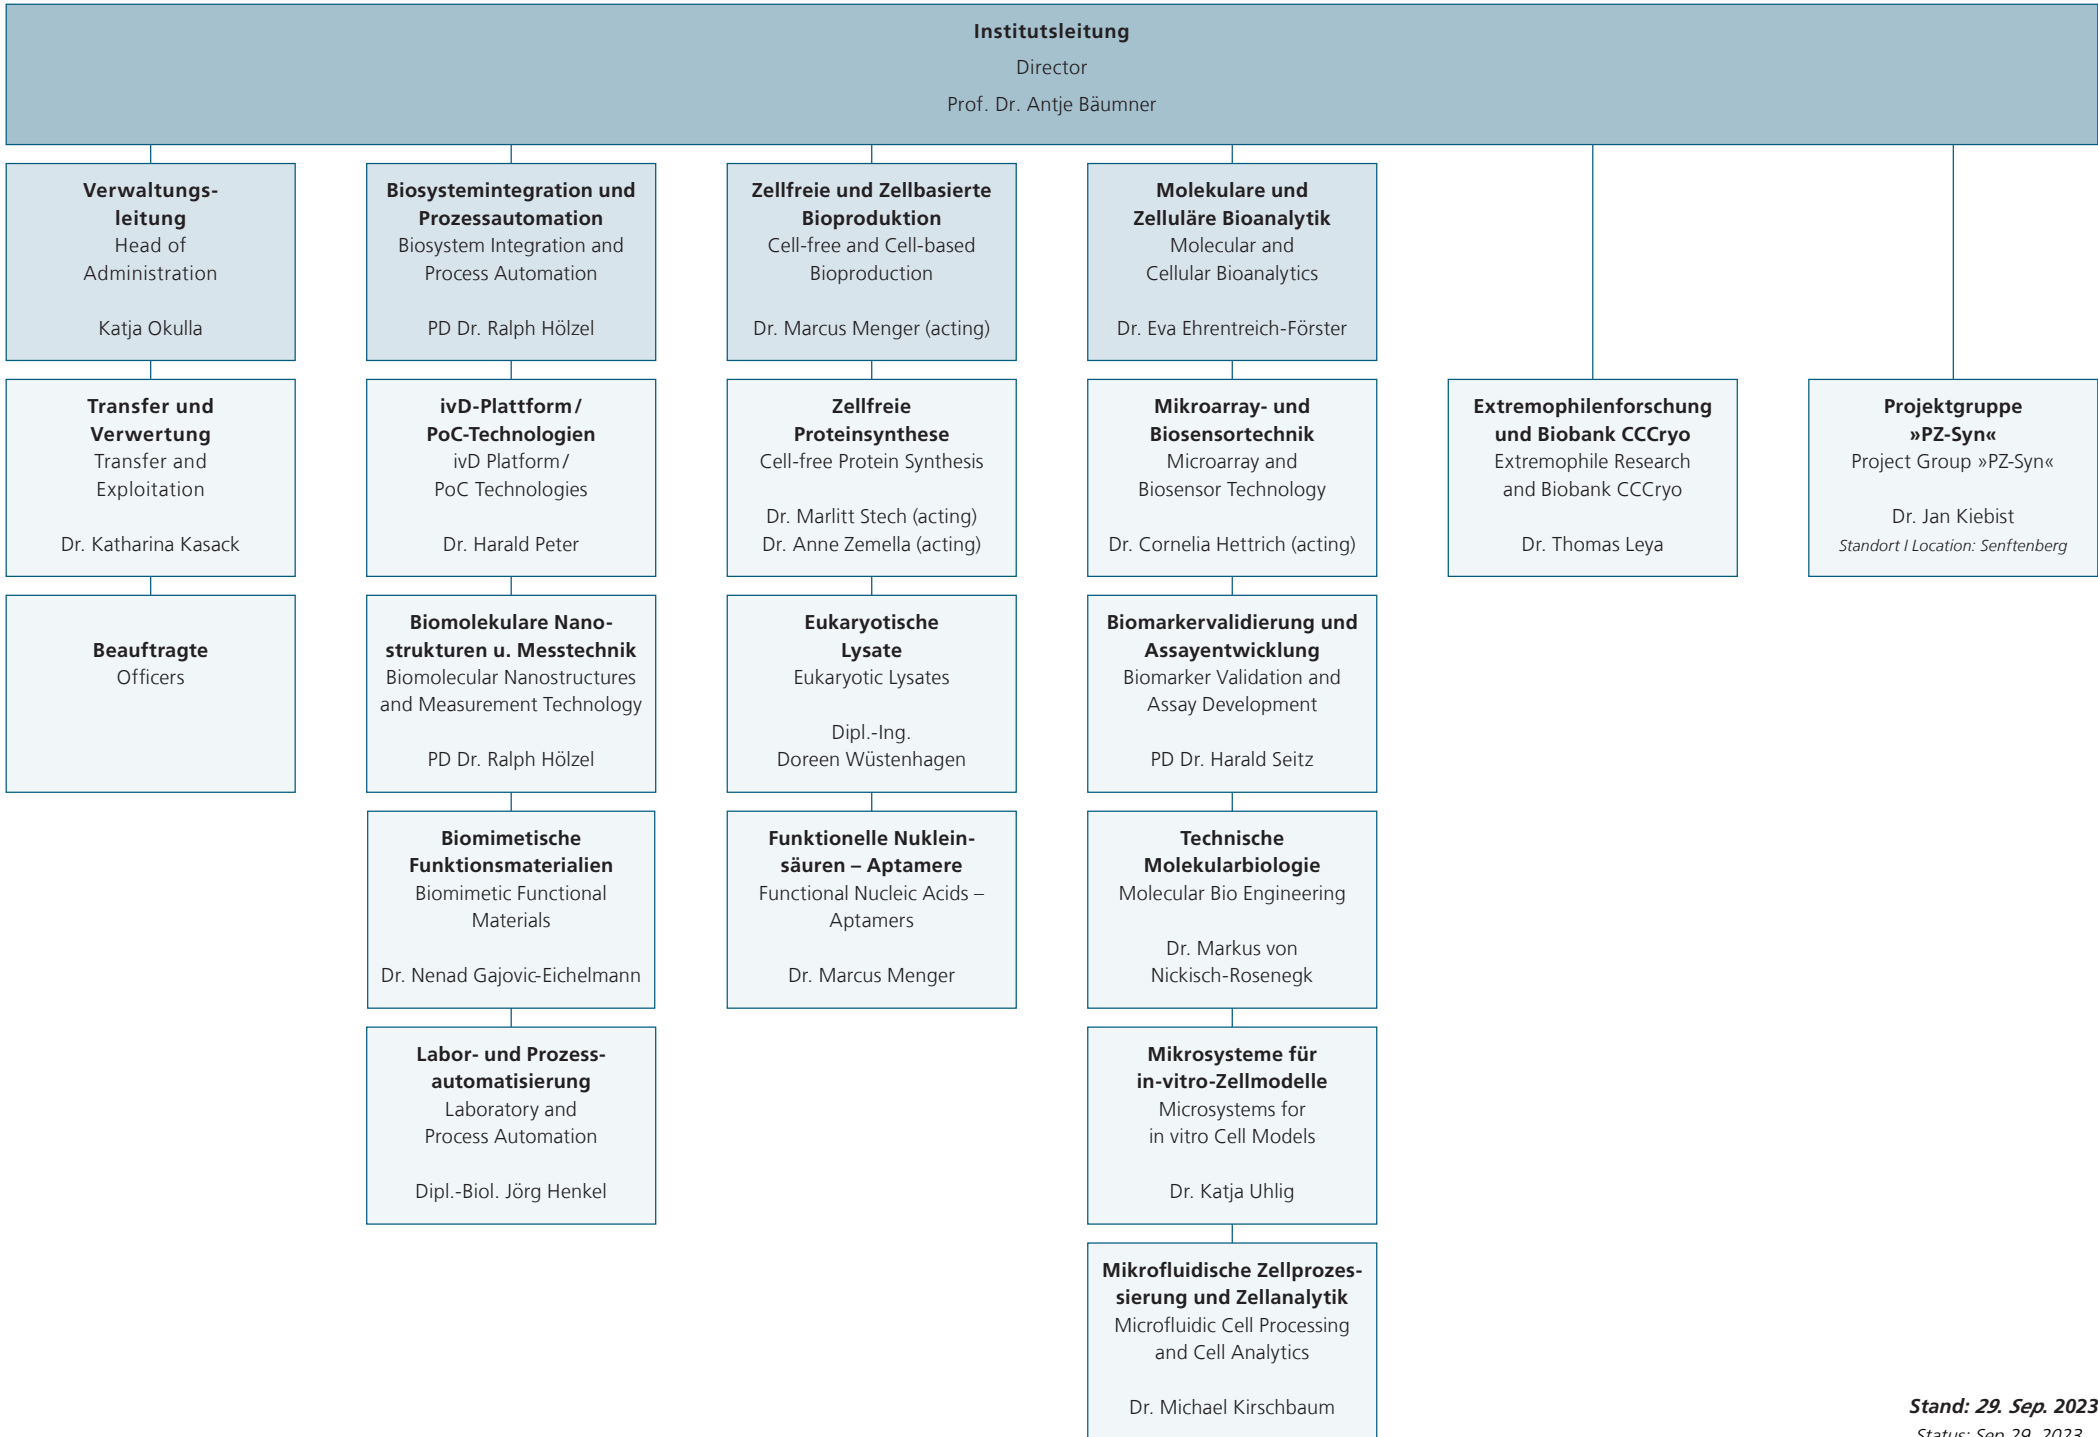 Institutsleitung
Director
Prof. Dr. Antje Bäumner
Verwaltungs-
leitung
Head of
Administration
Katja Okulla
Biosystemintegration und
Prozessautomation
Biosystem Integration and
Process Automation
PD Dr. Ralph Hölzel
Zellfreie und Zellbasierte
Bioproduktion
Cell-free and Cell-based
Bioproduction
Dr. Marcus Menger (acting)
Molekulare und
Zelluläre Bioanalytik
Molecular and
Cellular Bioanalytics
Dr. Eva Ehrentreich-Förster
Transfer und
Verwertung
Transfer and
Exploitation
Dr. Katharina Kasack
ivD-Plattform/
PoC-Technologien
ivD Platform/
PoC Technologies
Dr. Harald Peter
Zellfreie
Proteinsynthese
Cell-free Protein Synthesis
Dr. Marlitt Stech (acting)
Dr. Anne Zemella (acting)
Mikroarray- und
Biosensortechnik
Microarray and
Biosensor Technology
Dr. Cornelia Hettrich (acting)
Extremophilenforschung
und Biobank CCCryo
Extremophile Research
and Biobank CCCryo
Dr. Thomas Leya
Projektgruppe
»PZ-Syn«
Project Group »PZ-Syn«
Dr. Jan Kiebist
Standort I Location: Senftenberg
Beauftragte
Officers
Biomolekulare Nano-
strukturen u. Messtechnik
Biomolecular Nanostructures
and Measurement Technology
PD Dr. Ralph Hölzel
Eukaryotische
Lysate
Eukaryotic Lysates
Dipl.-Ing.
Doreen Wüstenhagen
Biomarkervalidierung und
Assayentwicklung
Biomarker Validation and
Assay Development
PD Dr. Harald Seitz
Biomimetische
Funktionsmaterialien
Biomimetic Functional
Materials
Dr. Nenad Gajovic-Eichelmann
Funktionelle Nuklein-
säuren – Aptamere
Functional Nucleic Acids –
Aptamers
Dr. Marcus Menger
Technische
Molekularbiologie
Molecular Bio Engineering
Dr. Markus von
Nickisch-Rosenegk
Labor- und Prozess-
automatisierung
Laboratory and
Process Automation
Dipl.-Biol. Jörg Henkel
Mikrosysteme für
in-vitro-Zellmodelle
Microsystems for
in vitro Cell Models
Dr. Katja Uhlig
Mikrofluidische Zellprozes-
sierung und Zellanalytik
Microfluidic Cell Processing
and Cell Analytics
Dr. Michael Kirschbaum
Stand: 29. Sep. 2023
Status: Sep 29, 2023